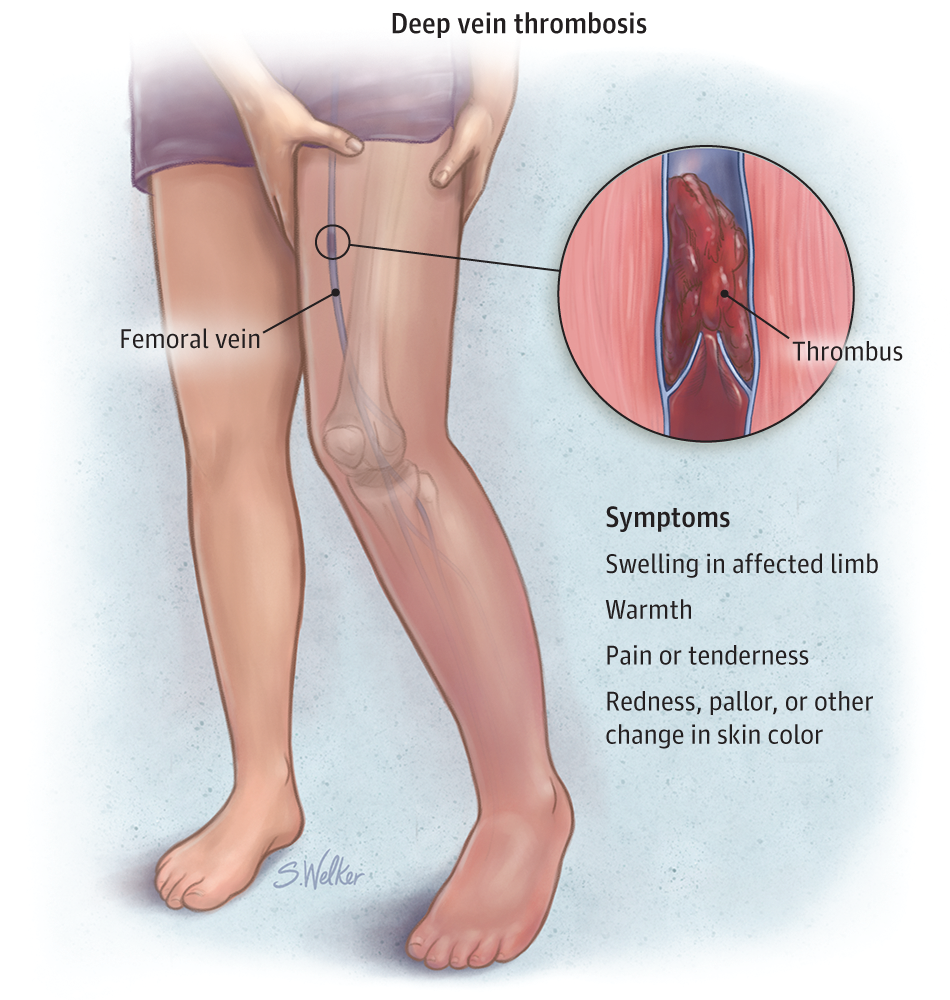 Deep vein thrombosis
Femoral vein
Thrombus
Symptoms
Swelling in affected limb
Warmth
Pain or tenderness
Redness, pallor, or other
change in skin color
S.Welker